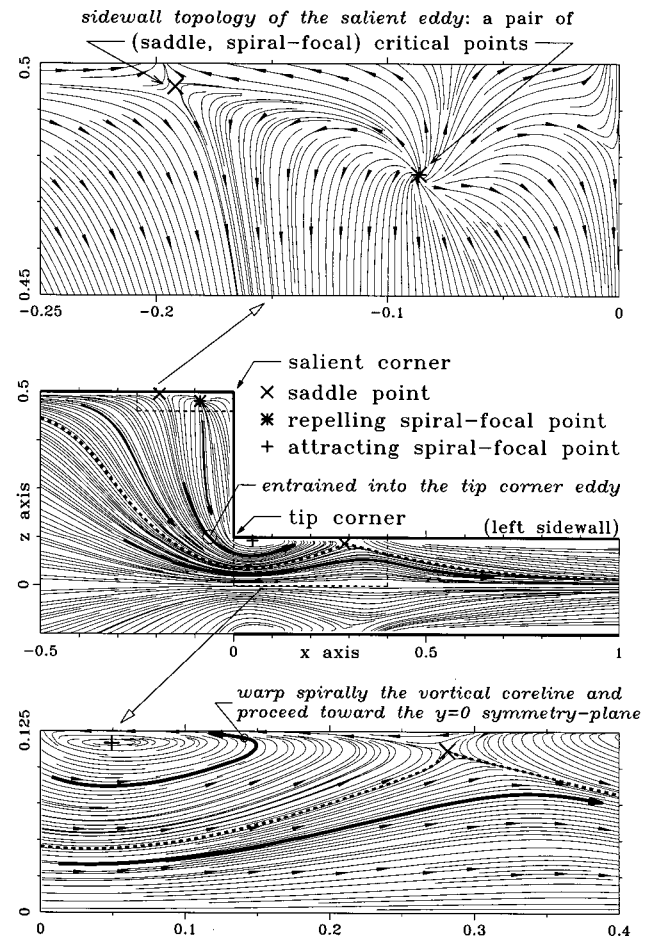 sidewall topology of the salient eddy: a pair of
(saddle, spiral-focal) critical points
0.5
0.45
-0.25
-0.2
-0.1
0
salient corner
saddle point
repelling spiral-focal point
attracting spiral-focal point
entrained into the tip corner eddy
tip corner
(left sidewall)
0.5
z axis
0
-0.5
0
x axis
0.5
1
warp spirally the vortical coreline and
proceed toward the y=0 symmetry-plane
0.125
0
0
0.1
0.2
0.3
0.4